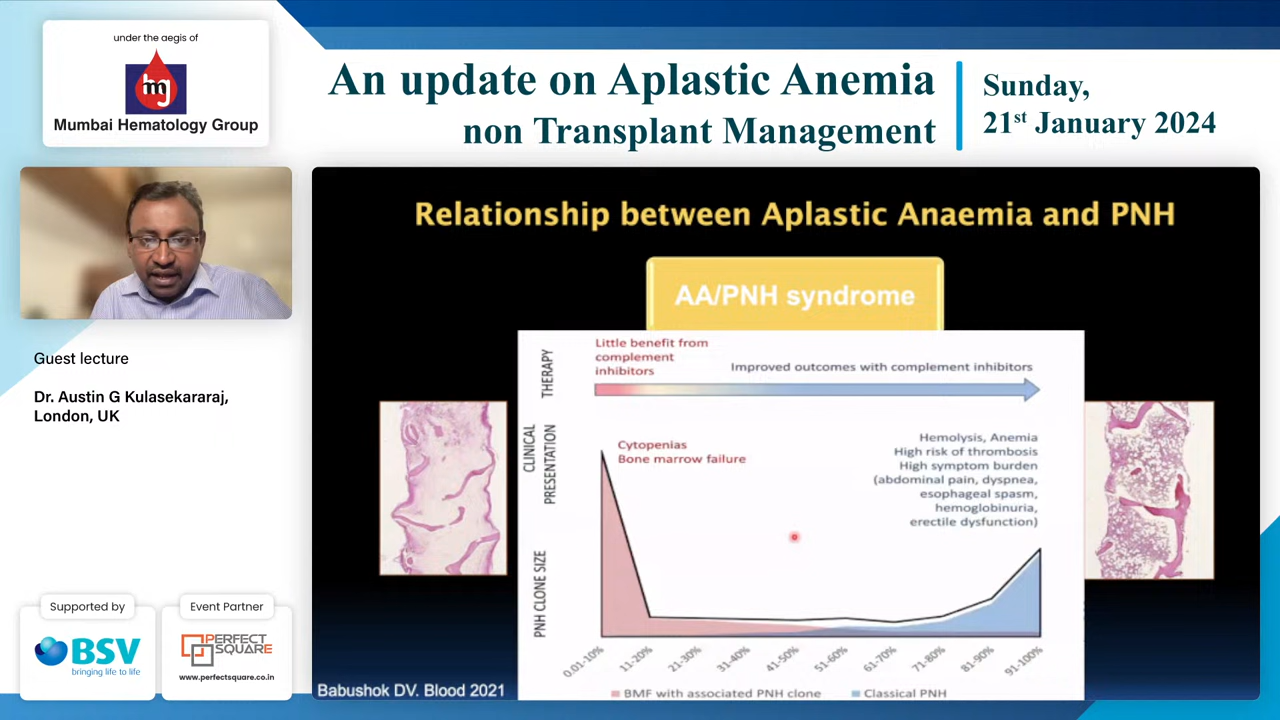 under the aegis of
mg
Mumbai Hematology Group
An update on Aplastic Anemia
non Transplant Management
Sunday,
21st January 2024
Guest lecture
Dr. Austin G Kulasekararaj,
London, UK
Supported by
BSV
bringing life to life
Event Partner
PERFECT
SQUARE
www.perfectsquare.co.in
Relationship between Aplastic Anaemia and PNH
AA/PNH syndrome
THERAPY
Little benefit from
complement
inhibitors
Improved outcomes with complement inhibitors
CLINICAL
PRESENTATION
Cytopenias
Bone marrow failure
Hemolysis, Anemia
High risk of thrombosis
High symptom burden
(abdominal pain, dyspnea,
esophageal spasm,
hemoglobinuria,
erectile dysfunction)
PNH CLONE SIZE
0.01-10%
11-20%
21-30%
31-40%
41-50%
51-60%
61-70%
71-80%
81-90%
91-100%
BMF with associated PNH clone
Classical PNH
Babushok DV. Blood 2021